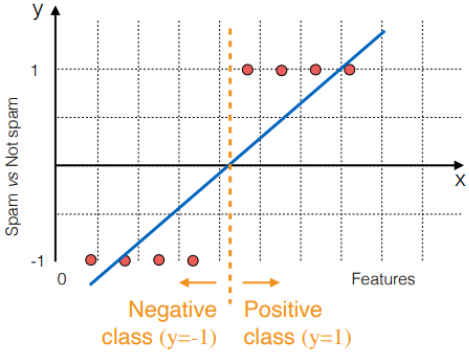 y
1
Spam vs Not spam
x
-1
0
Features
Negative
class (y=-1)
Positive
class (y=1)